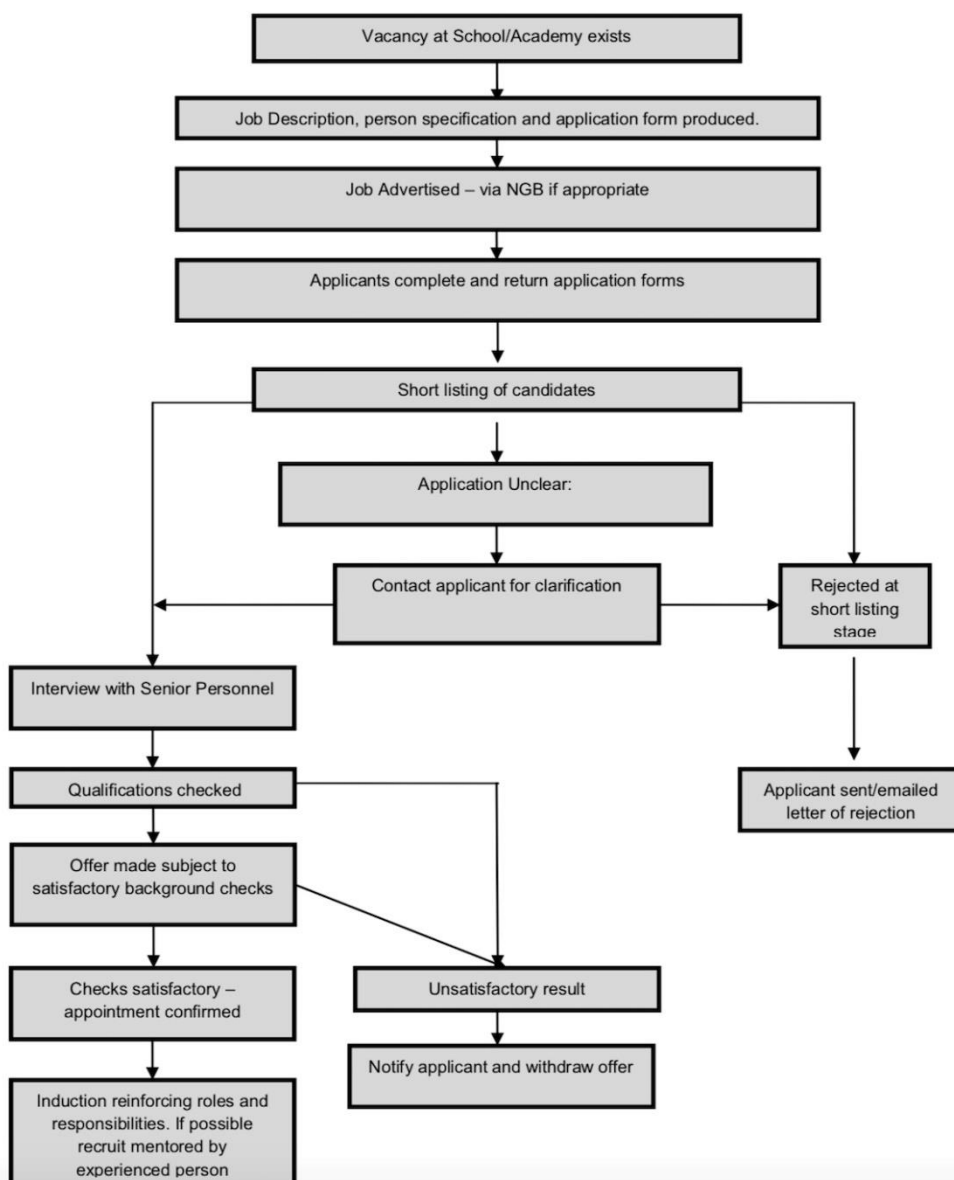 Vacancy at School/Academy exists
Job Description, person specification and application form produced.
Job Advertised – via NGB if appropriate
Applicants complete and return application forms
Short listing of candidates
Application Unclear:
Contact applicant for clarification
Rejected at
short listing
stage
Interview with Senior Personnel
Qualifications checked
Applicant sent/emailed
letter of rejection
Offer made subject to
satisfactory background checks
Checks satisfactory –
appointment confirmed
Unsatisfactory result
Notify applicant and withdraw offer
Induction reinforcing roles and
responsibilities. If possible
recruit mentored by
experienced person